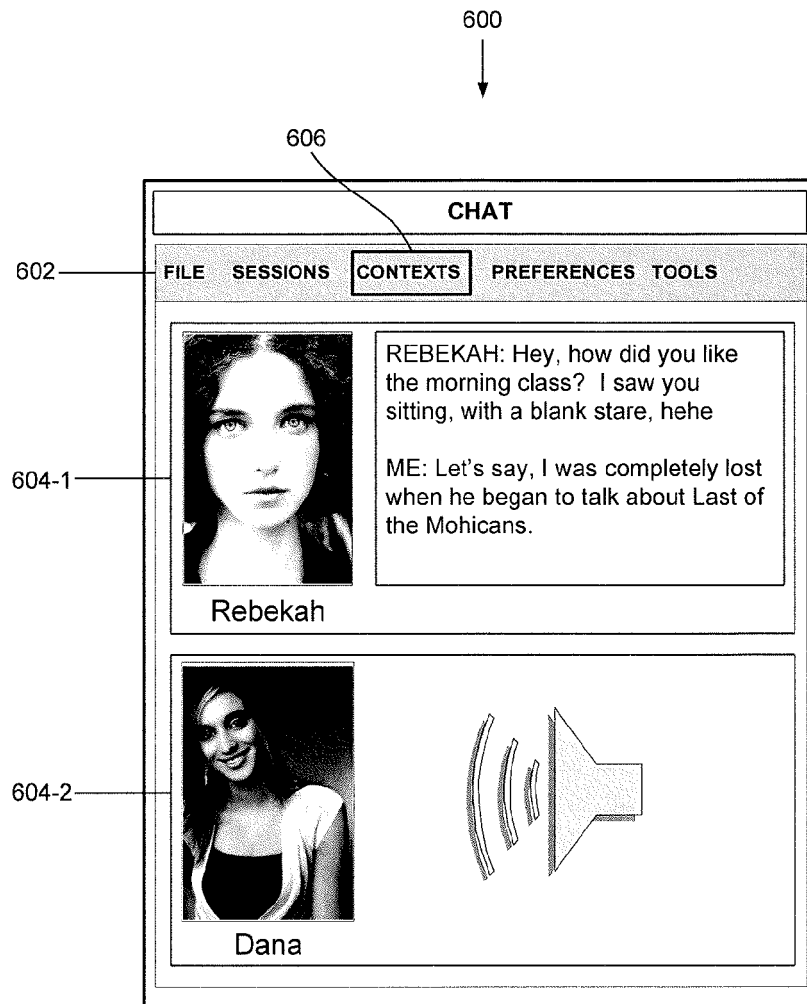 600
606
CHAT
602
FILE SESSIONS CONTEXTS PREFERENCES TOOLS
REBEKAH: Hey, how did you like
the morning class? I saw you
sitting, with a blank stare, hehe
604-1
ME: Let's say, I was completely lost
when he began to talk about Last of
the Mohicans.
Rebekah
604-2
Dana